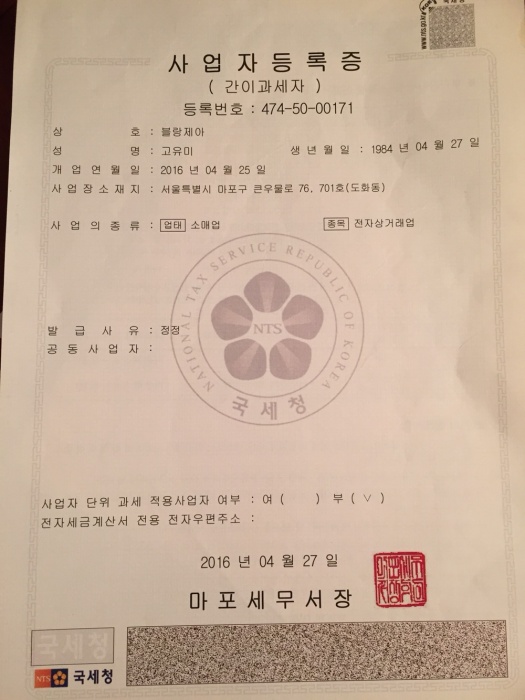 국세청
www.nts.go.kr
사업자등록증
( 간이과세자 )
등록번호 : 474-50-00171
상 호 : 블랑제아
성 명 : 고유미 생 년 월 일 : 1984 년 04 월 27 일
개 업 연 월 일 : 2016 년 04 월 25 일
사 업 장 소 재 지 : 서울특별시 마포구 큰우물로 76, 701호(도화동)
사 업 의 종 류 : 업태 소매업 종목 전자상거래업
NATIONAL TAX SERVICE REPUBLIC OF KOREA
NTS
국세청
발 급 사 유 : 정정
공 동 사 업 자 :
사업자 단위 과세 적용사업자 여부 : 여 ( ) 부 ( ∨ )
전자세금계산서 전용 전자우편주소 :
2016 년 04 월 27 일
마포세무서장
국세청
NTS 국세청